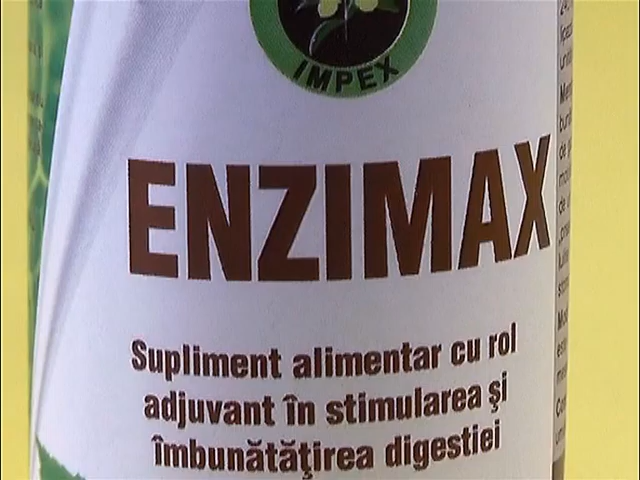 IMPEX
ENZIMAX
Supliment alimentar cu rol
adjuvant în stimularea şi
îmbunătăţirea digestiei